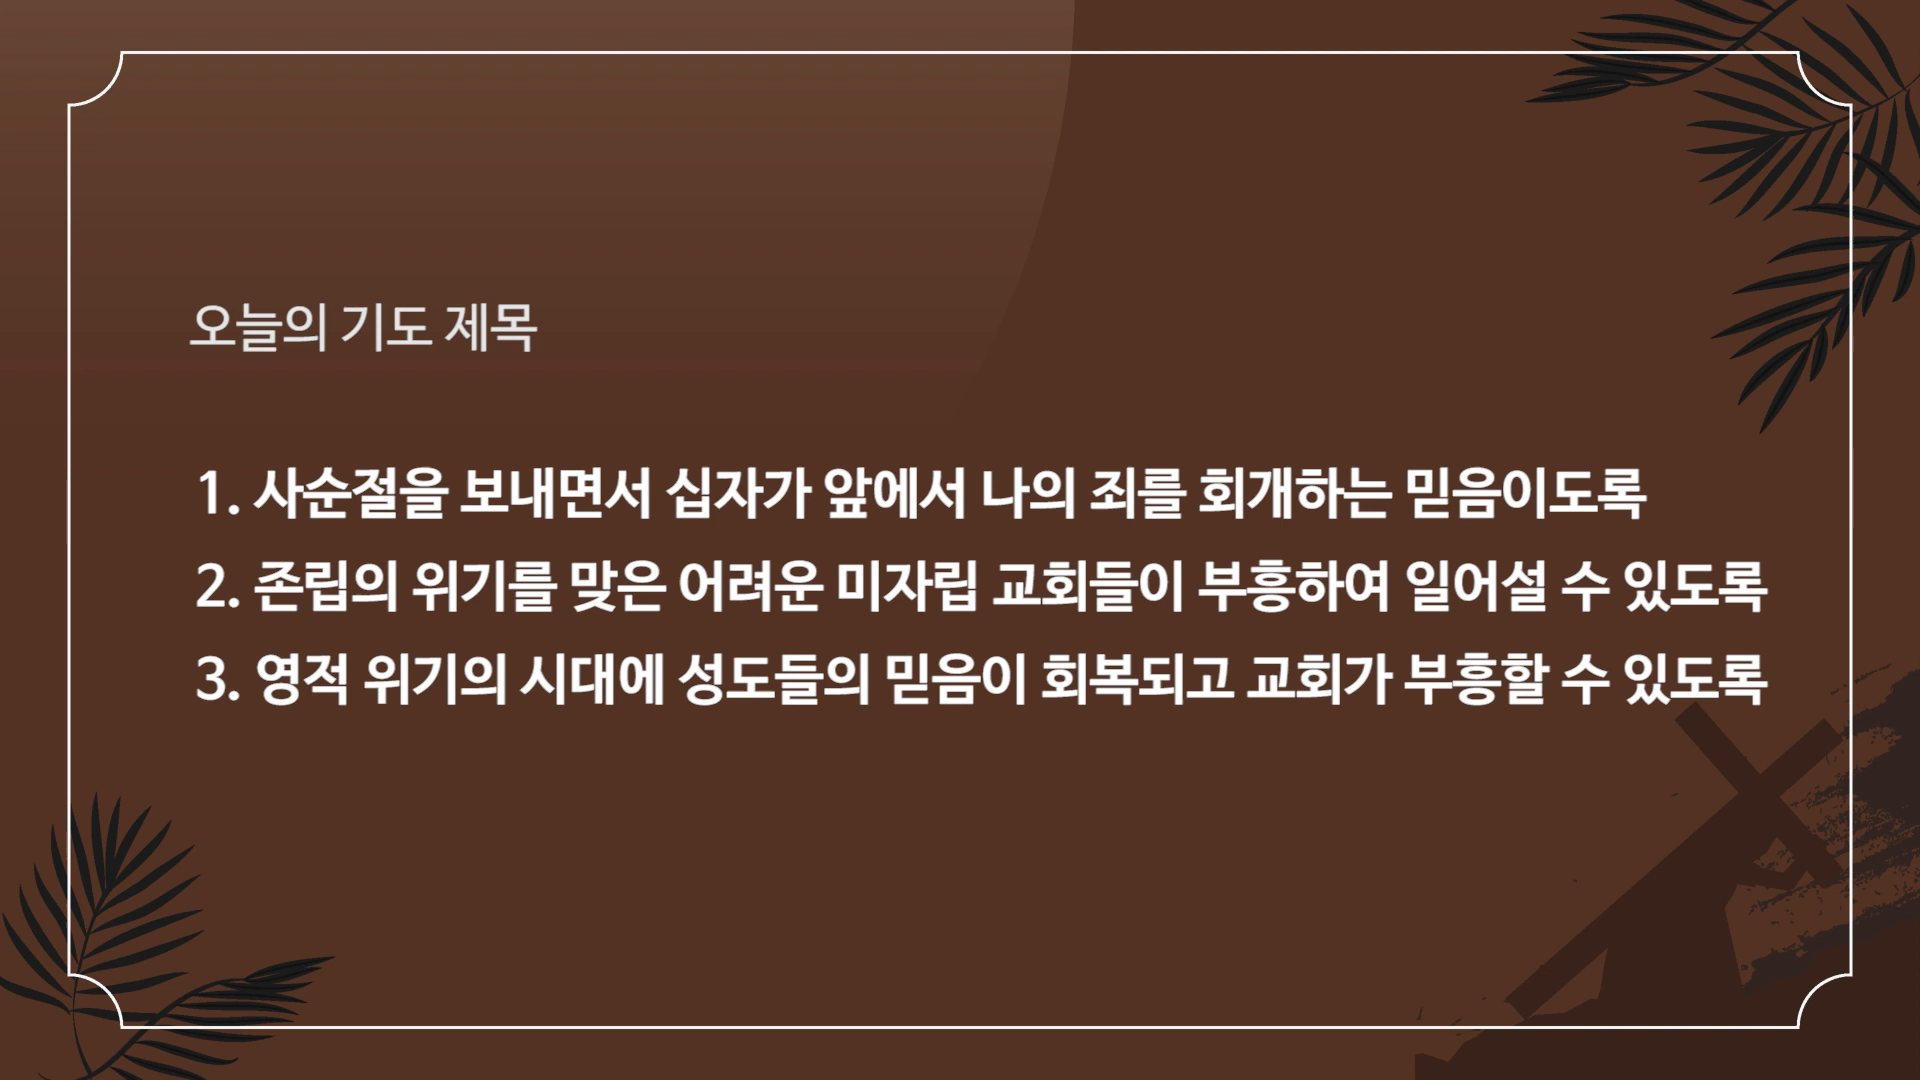 오늘의 기도 제목
1. 사순절을 보내면서 십자가 앞에서 나의 죄를 회개하는 믿음이도록
2. 존립의 위기를 맞은 어려운 미자립 교회들이 부흥하여 일어설 수 있도록
3. 영적 위기의 시대에 성도들의 믿음이 회복되고 교회가 부흥할 수 있도록